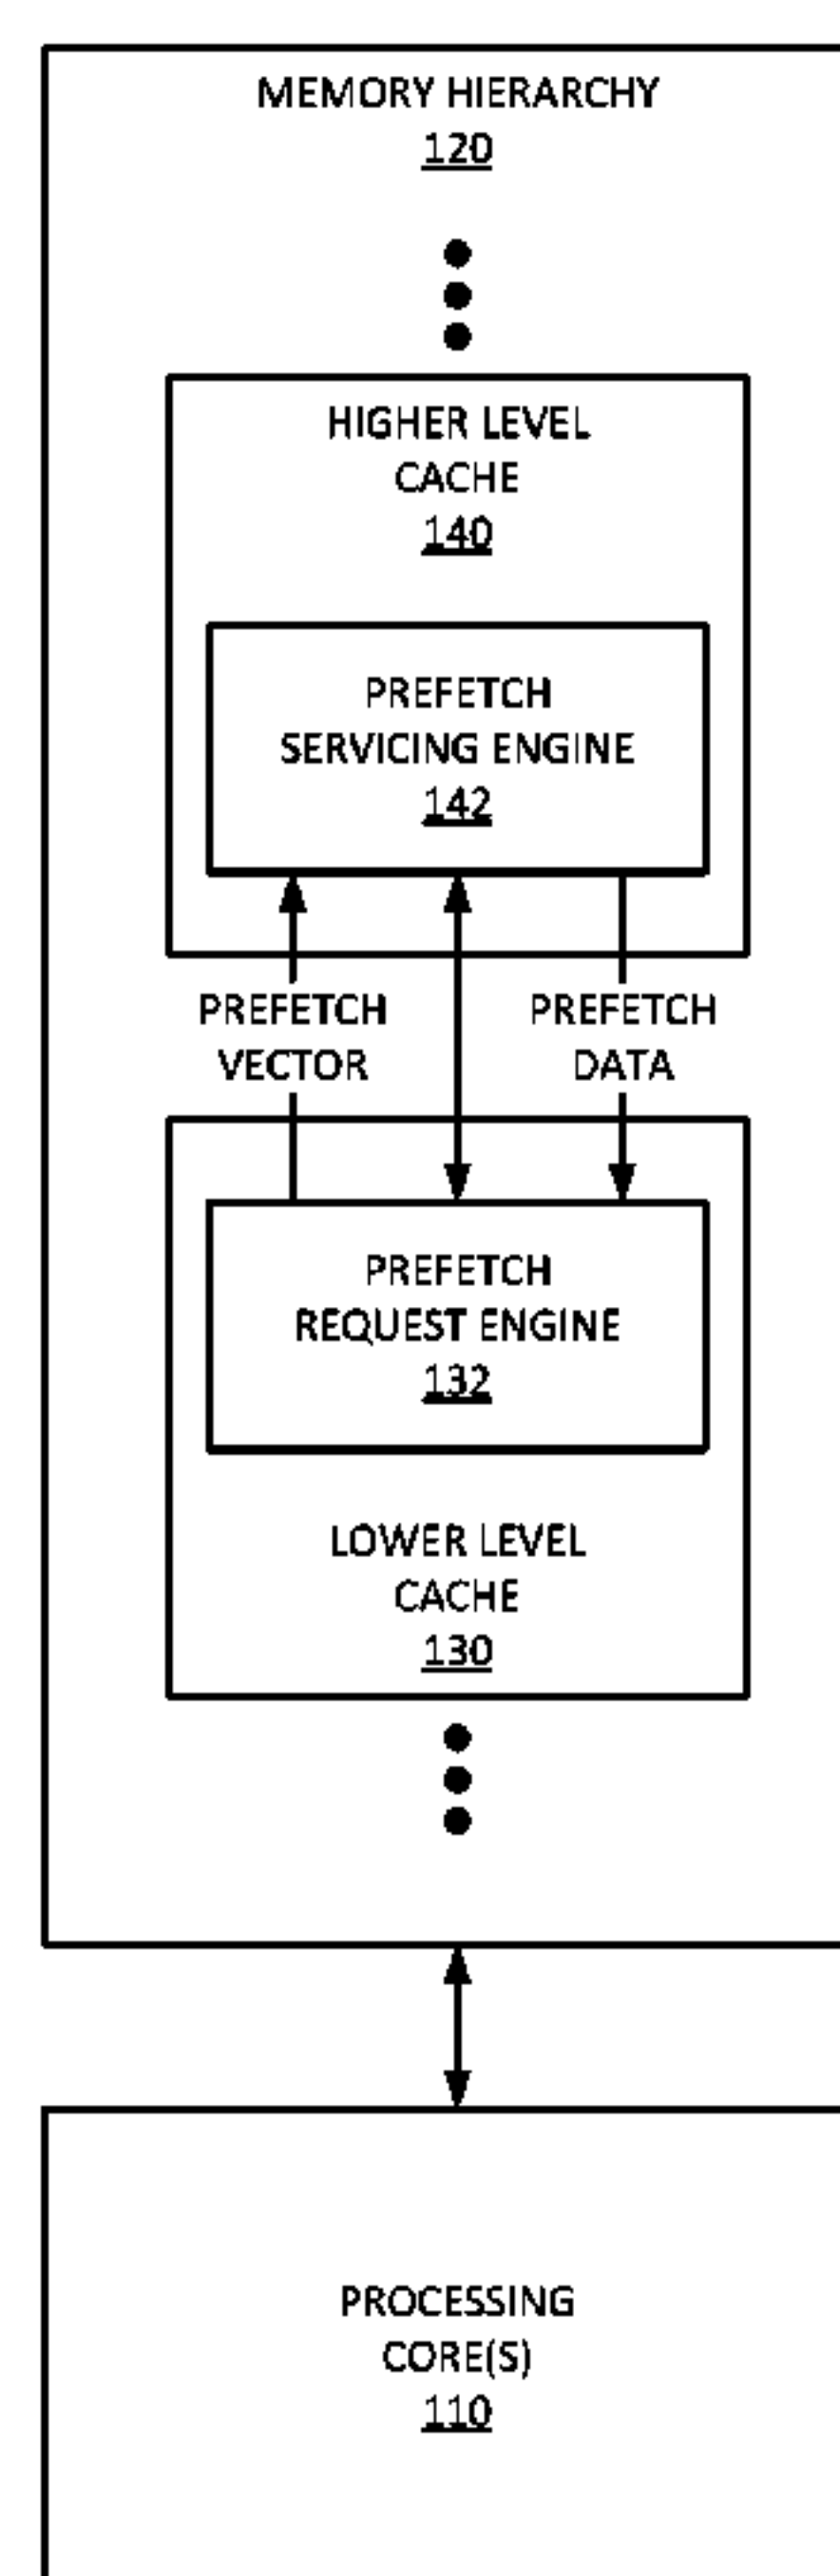 MEMORY HIERARCHY
120
HIGHER LEVEL
CACHE
140
PREFETCH
SERVICING ENGINE
142
PREFETCH
VECTOR
PREFETCH
DATA
PREFETCH
REQUEST ENGINE
132
LOWER LEVEL
CACHE
130
PROCESSING
CORE(S)
110